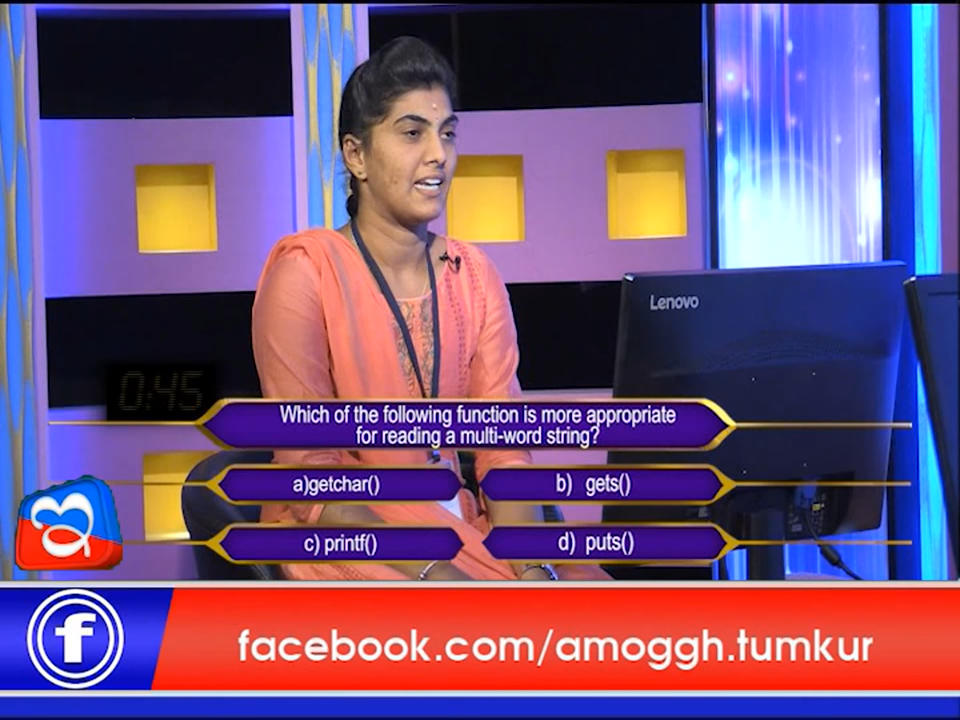 Lenovo
0:45
Which of the following function is more appropriate
for reading a multi-word string?
a)getchar()
b) gets()
c) printf()
d) puts()
f
facebook.com/amoggh.tumkur